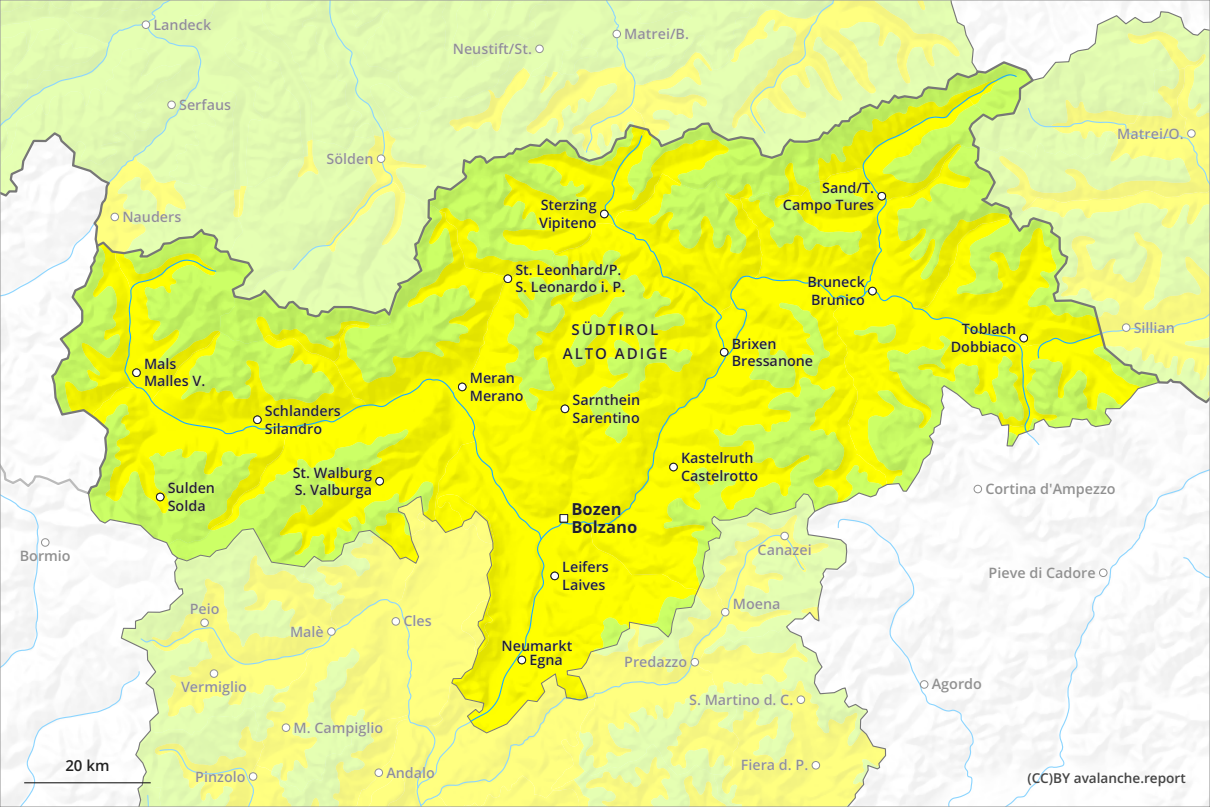 Landeck
Neustift/St.
Matrei/B.
Serfaus
Matrei/O.
Sölden
Nauders
Sand/T.
Campo Tures
Sterzing
Vipiteno
St. Leonhard/P.
S. Leonardo i. P.
Bruneck
Brunico
SÜDTIROL
ALTO ADIGE
Toblach
Dobbiaco
Sillian
Brixen
Bressanone
Mals
Malles V.
Meran
Merano
Sarnthein
Sarentino
Schlanders
Silandro
Kastelruth
Castelrotto
St. Walburg
S. Valburga
Sulden
Solda
Cortina d'Ampezzo
Bozen
Bolzano
Bormio
Canazei
Leifers
Laives
Pieve di Cadore
Peio
Moena
Cles
Malè
Neumarkt
Egna
Predazzo
Vermiglio
Agordo
S. Martino d. C.
M. Campiglio
20 km
Pinzolo
Andalo
Fiera d. P.
(CC)BY avalanche.report